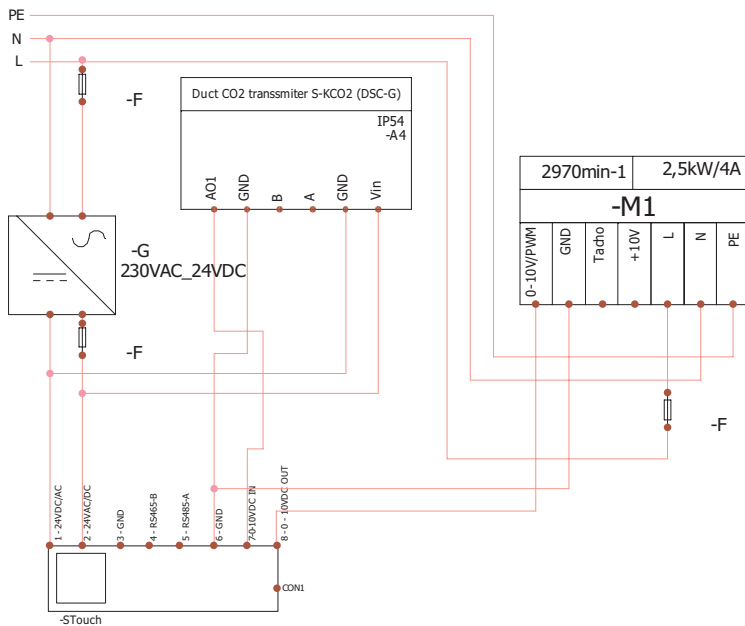 PE
N
L
-F
Duct CO2 transsmiter S-KCO2 (DSC-G)
IP54
-A4
AO1
GND
B
A
GND
Vin
2970min-1
2,5kW/4A
-M1
0-10V/PWM
GND
Tacho
+10V
L
N
PE
-G
230VAC_24VDC
-F
-F
1 - 24VDC/AC
2 - 24VAC/DC
3 - GND
4 - RS465-B
5 - RS485-A
6 - GND
7-0-10VDC IN
8 - 0 - 10VDC OUT
CON1
-STouch